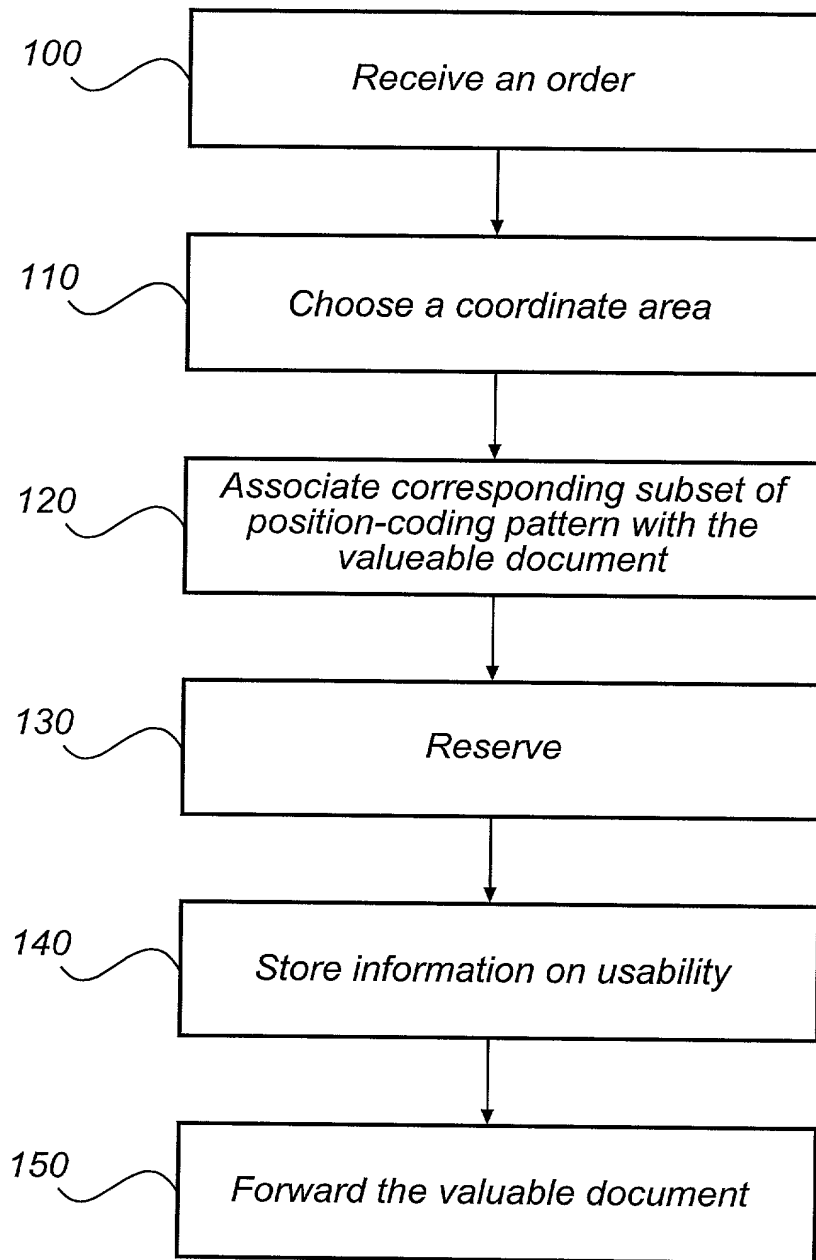 100
Receive an order
110
Choose a coordinate area
120
Associate corresponding subset of
position-coding pattern with the
valueable document
130
Reserve
140
Store information on usability
150
Forward the valuable document